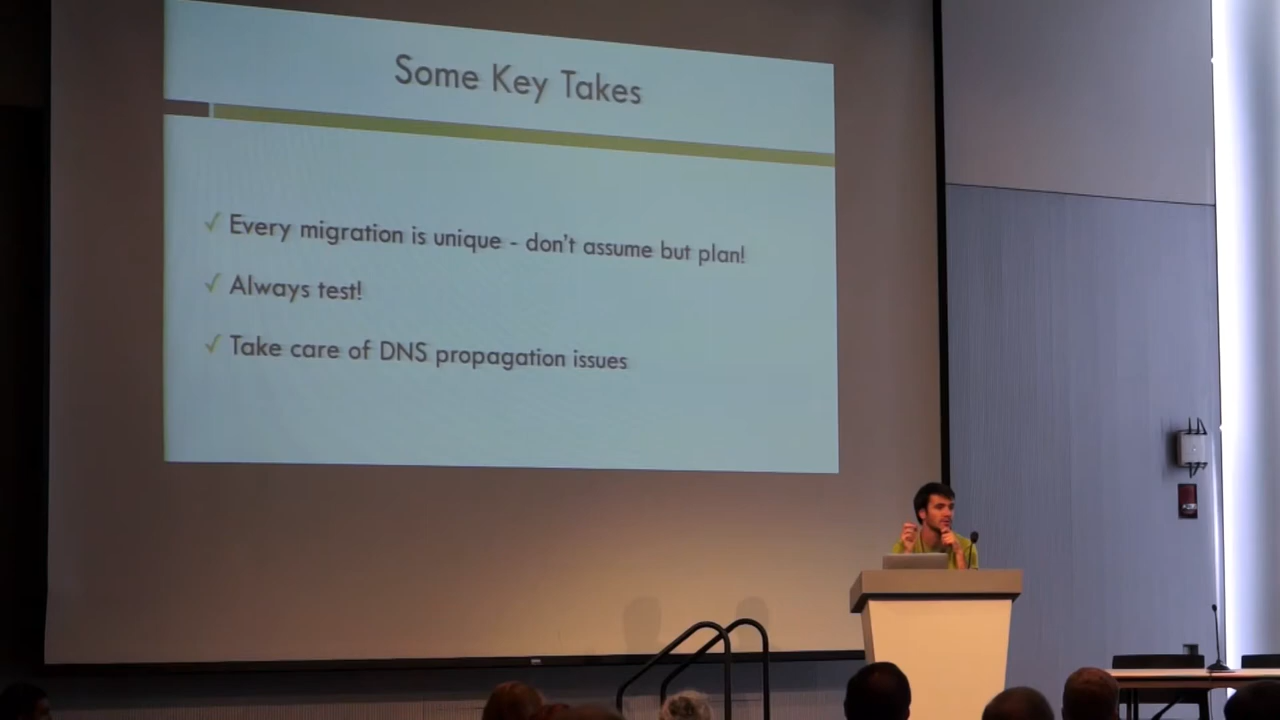 Some Key Takes
✓ Every migration is unique - don't assume but plan!
✓ Always test!
✓ Take care of DNS propagation issues